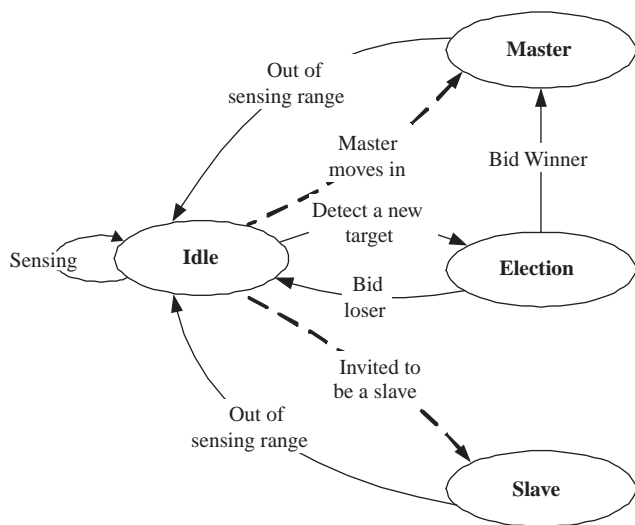 Master
Out of
sensing range
Master
moves in
Bid Winner
Detect a new
target
Sensing
Idle
Election
Bid
loser
Invited to
be a slave
Out of
sensing range
Slave